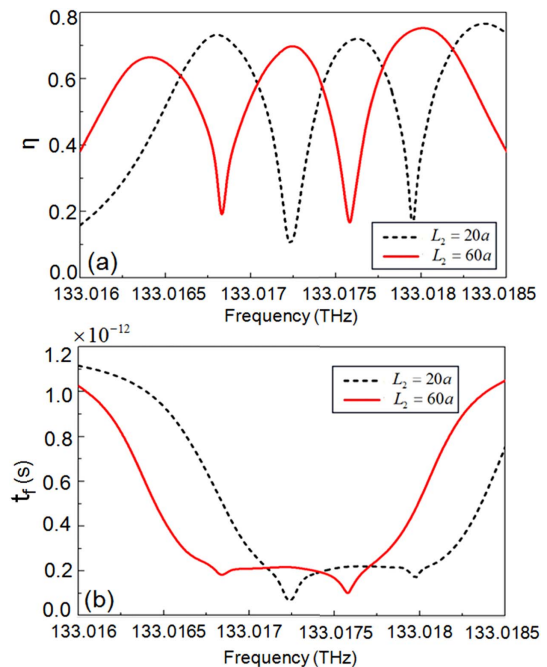 0.8
0.6
0.4
0.2
0.0
η
(a)
L₂ = 20a
L₂ = 60a
133.016 133.0165 133.017 133.0175 133.018 133.0185
Frequency (THz)
×10⁻¹²
1.2
1.0
0.8
0.6
0.4
0.2
0.0
t_f (s)
L₂ = 20a
L₂ = 60a
(b)
133.016 133.0165 133.017 133.0175 133.018 133.0185
Frequency (THz)